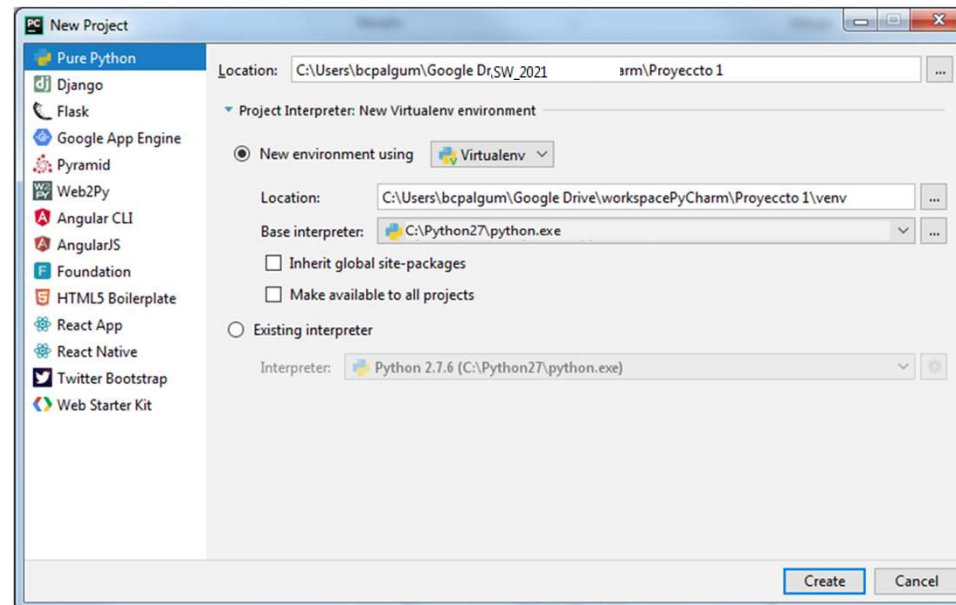 New Project
Pure Python
Django
Flask
Google App Engine
Pyramid
Web2Py
Angular CLI
AngularJS
Foundation
HTML5 Boilerplate
React App
React Native
Twitter Bootstrap
Web Starter Kit
Location: C:\Users\bcpalgum\Google Dr,SW_2021 arm\Proyeccto 1 ...
Project Interpreter: New Virtualenv environment
New environment using Virtualenv
Location: C:\Users\bcpalgum\Google Drive\workspacePyCharm\Proyeccto 1\venv ...
Base interpreter: C:\Python27\python.exe ...
Inherit global site-packages
Make available to all projects
Existing interpreter
Interpreter: Python 2.7.6 (C:\Python27\python.exe)
Create Cancel